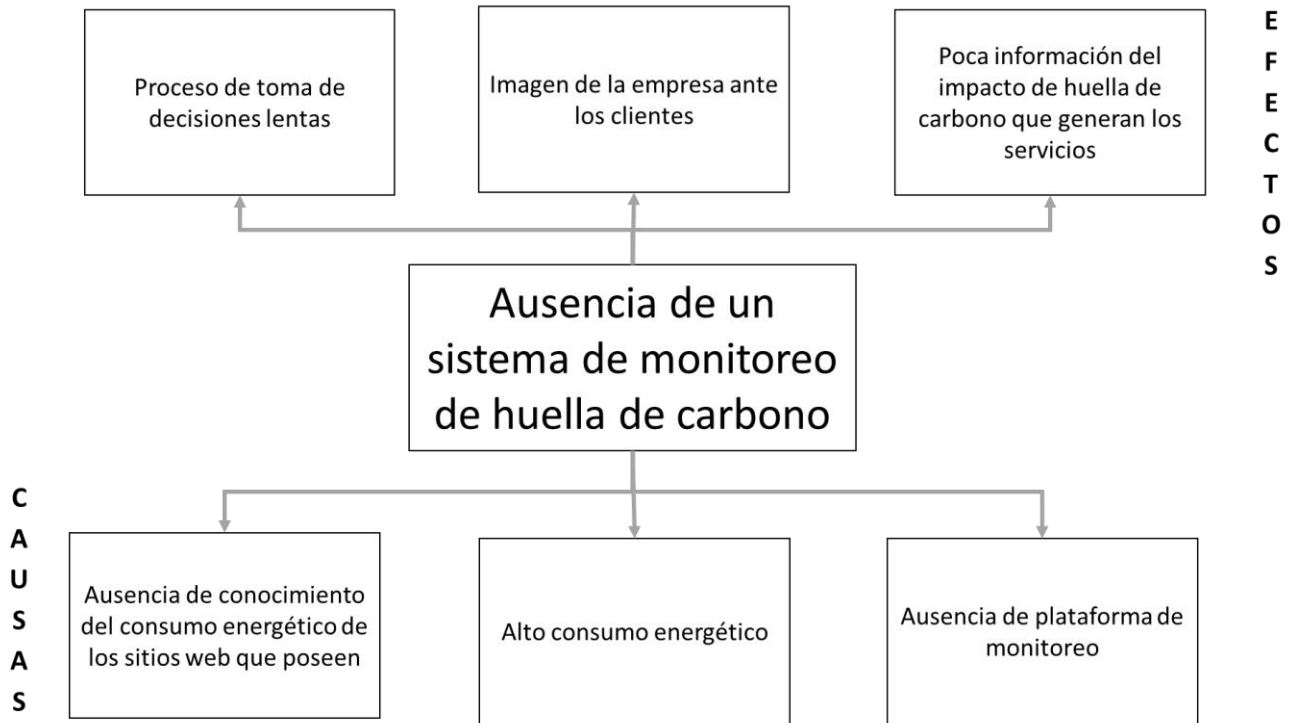 Proceso de toma de
decisiones lentas
Imagen de la empresa ante
los clientes
Poca información del
impacto de huella de
carbono que generan los
servicios
E
F
E
C
T
O
S
Ausencia de un
sistema de monitoreo
de huella de carbono
C
A
U
S
A
S
Ausencia de conocimiento
del consumo energético de
los sitios web que poseen
Alto consumo energético
Ausencia de plataforma de
monitoreo